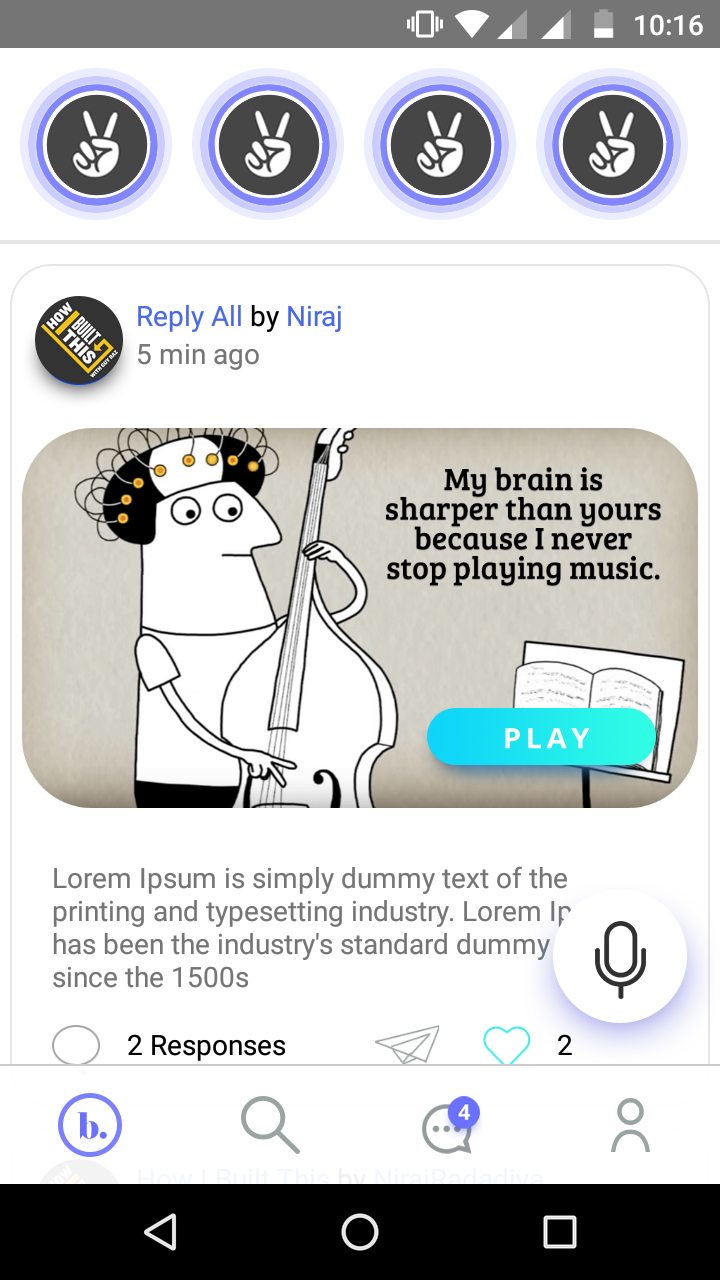 10:16
HOW
I BUILT
THIS
WITH GUY RAZ
Reply All by Niraj
5 min ago
My brain is
sharper than yours
because I never
stop playing music.
PLAY
Lorem Ipsum is simply dummy text of the
printing and typesetting industry. Lorem Ip
has been the industry's standard dummy
since the 1500s
2 Responses
2
b.
4
How I Built This by NirajRadadiya